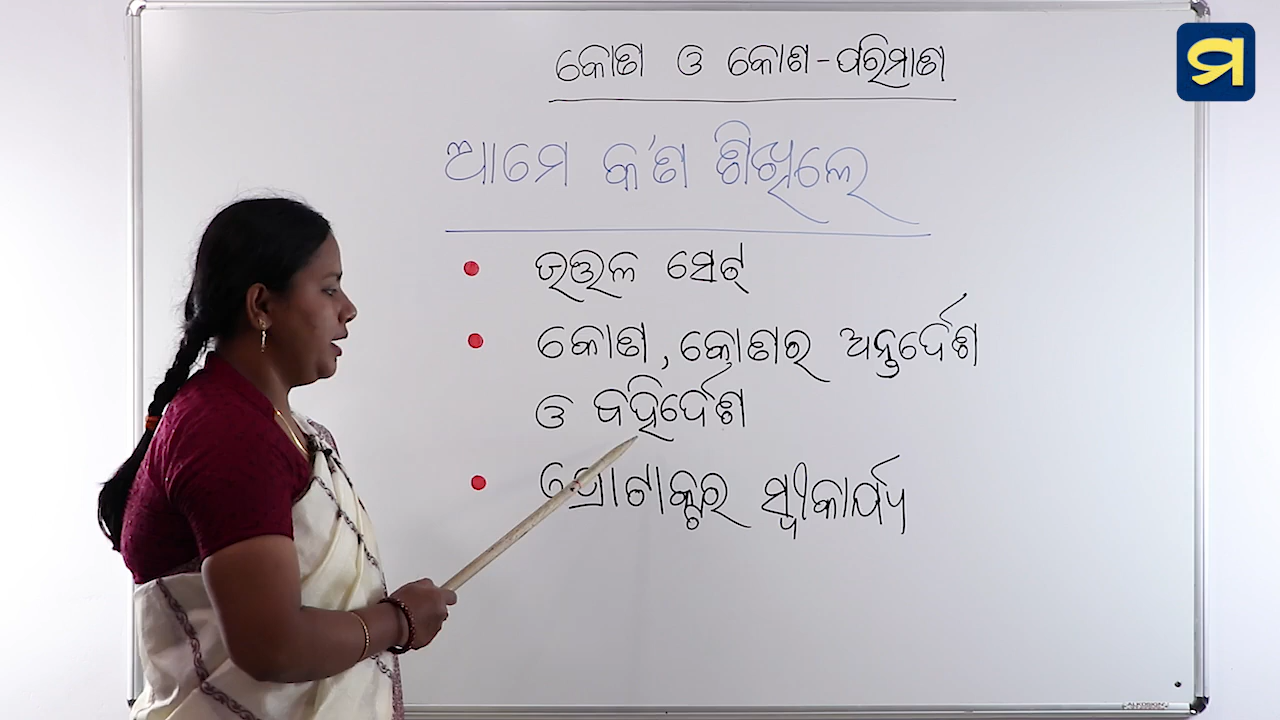 କୋଣ ଓ କୋଣ-ପରିମାଣ
ଆମେ କ'ଣ ଶିଖିଲେ
ଉତ୍ତଳ ସେଟ୍
କୋଣ, କୋଣର ଅନ୍ତର୍ଦେଶ
ଓ ବହିର୍ଦେଶ
ପ୍ରୋଟାକ୍ଟର ସ୍ୱୀକାର୍ଯ୍ୟ
ମ